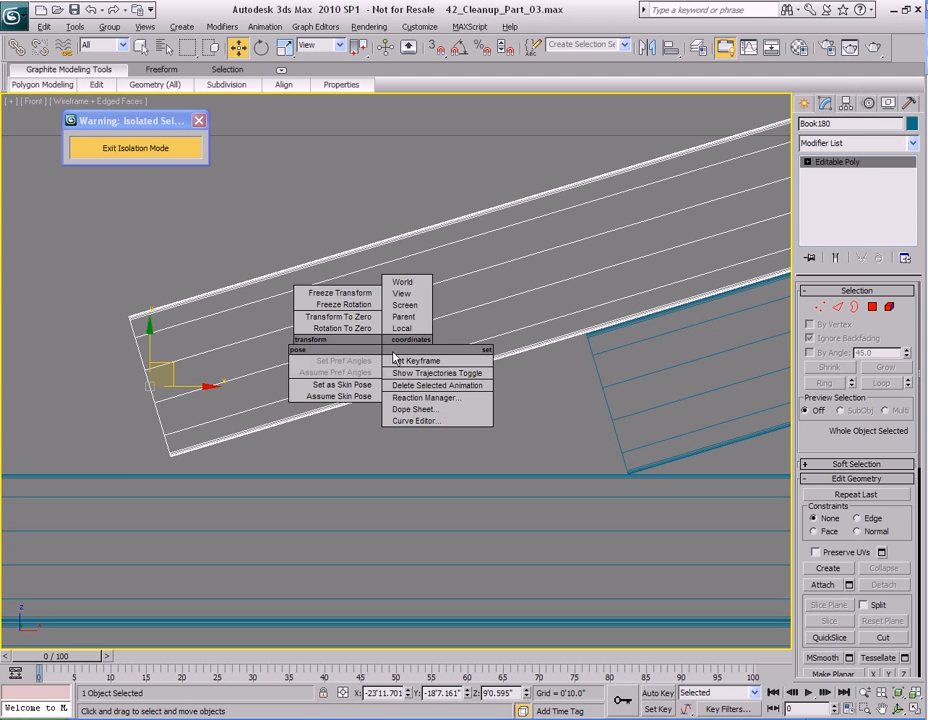 Autodesk 3ds Max 2010 SP1 - Not for Resale 42_Cleanup_Part_03.max
Type a keyword or phrase
Edit Tools Group Views Create Modifiers Animation Graph Editors Rendering Customize MAXScript Help
All
View
Create Selection Se
Graphite Modeling Tools Freeform Selection
Polygon Modeling Edit Geometry (All) Subdivision Align Properties
[ + ] [ Front ] [ Wireframe + Edged Faces ]
Warning: Isolated Sel...
Exit Isolation Mode
Book180
Modifier List
Editable Poly
World
Freeze Transform View
Freeze Rotation Screen
Transform To Zero Parent
Rotation To Zero Local
transform coordinates
pose set
Set Pref Angles
Assume Pref Angles Show Trajectories Toggle
Set as Skin Pose Delete Selected Animation
Assume Skin Pose Reaction Manager...
Dope Sheet...
Curve Editor...
Selection
By Vertex
Ignore Backfacing
By Angle: 45.0
Shrink Grow
Ring Loop
Preview Selection
Off SubObj Multi
Whole Object Selected
Soft Selection
Edit Geometry
Repeat Last
Constraints
None Edge
Face Normal
Preserve UVs
Create Collapse
Attach Detach
Slice Plane Split
Slice Reset Plane
QuickSlice Cut
MSmooth Tessellate
Make Planar X Y Z
z
x
0 / 100
0 5 10 15 20 25 30 35 40 45 50 55 60 65 70 75 80 85 90 95 100
1 Object Selected X: -23'11.701 Y: -18'7.161" Z: 9'0.595" Grid = 0'10.0" Auto Key Selected
Welcome to M Click and drag to select and move objects Add Time Tag Set Key Key Filters... 0